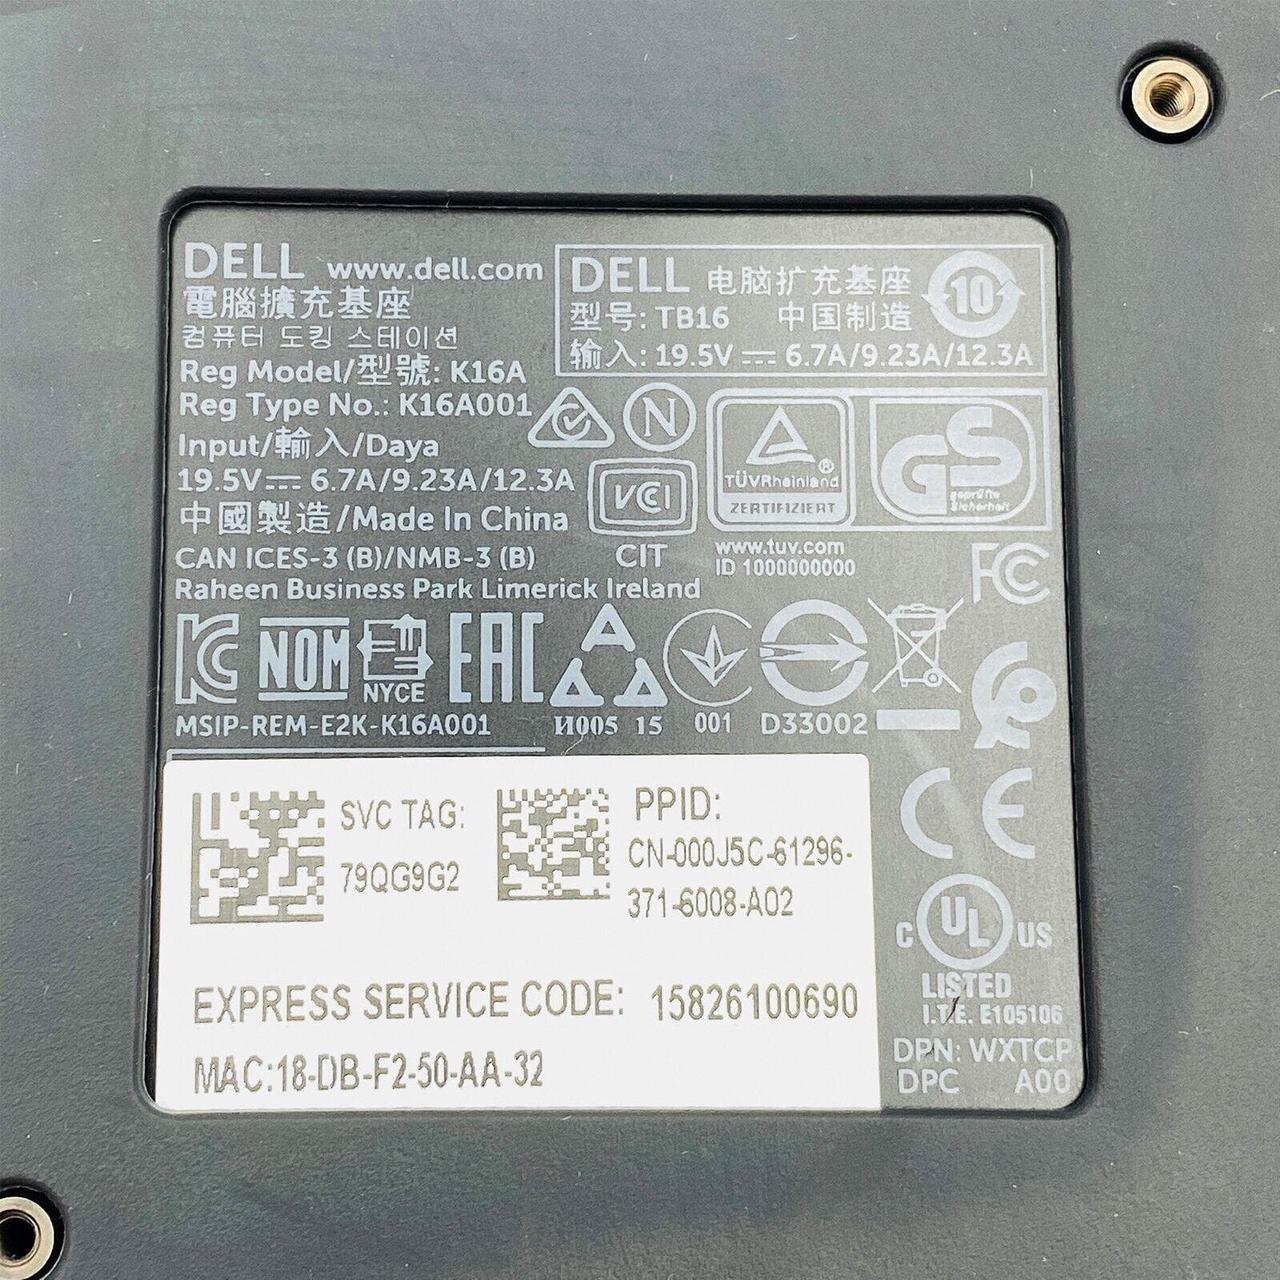 DELL www.dell.com
電腦擴充基座
컴퓨터 도킹 스테이션
Reg Model/型號: K16A
Reg Type No.: K16A001
Input/輸入/Daya
19.5V⎓ 6.7A/9.23A/12.3A
中國製造/Made In China
CAN ICES-3 (B)/NMB-3 (B)
Raheen Business Park Limerick Ireland
DELL 电脑扩充基座
10
型号: TB16 中国制造
输入: 19.5V⎓ 6.7A/9.23A/12.3A
N
VCI
CIT
TÜVRheinland®
ZERTIFIZIERT
GS
geprüfte
Sicherheit
www.tuv.com
ID 1000000000
FC
KC NOM NYCE EAC
MSIP-REM-E2K-K16A001
И005 15 001 D33002
CE
C UL US
LISTED
I.T.E. E105106
DPN: WXTCP
DPC A00
SVC TAG:
79QG9G2
PPID:
CN-000J5C-61296-
371-6008-A02
EXPRESS SERVICE CODE: 15826100690
MAC:18-DB-F2-50-AA-32